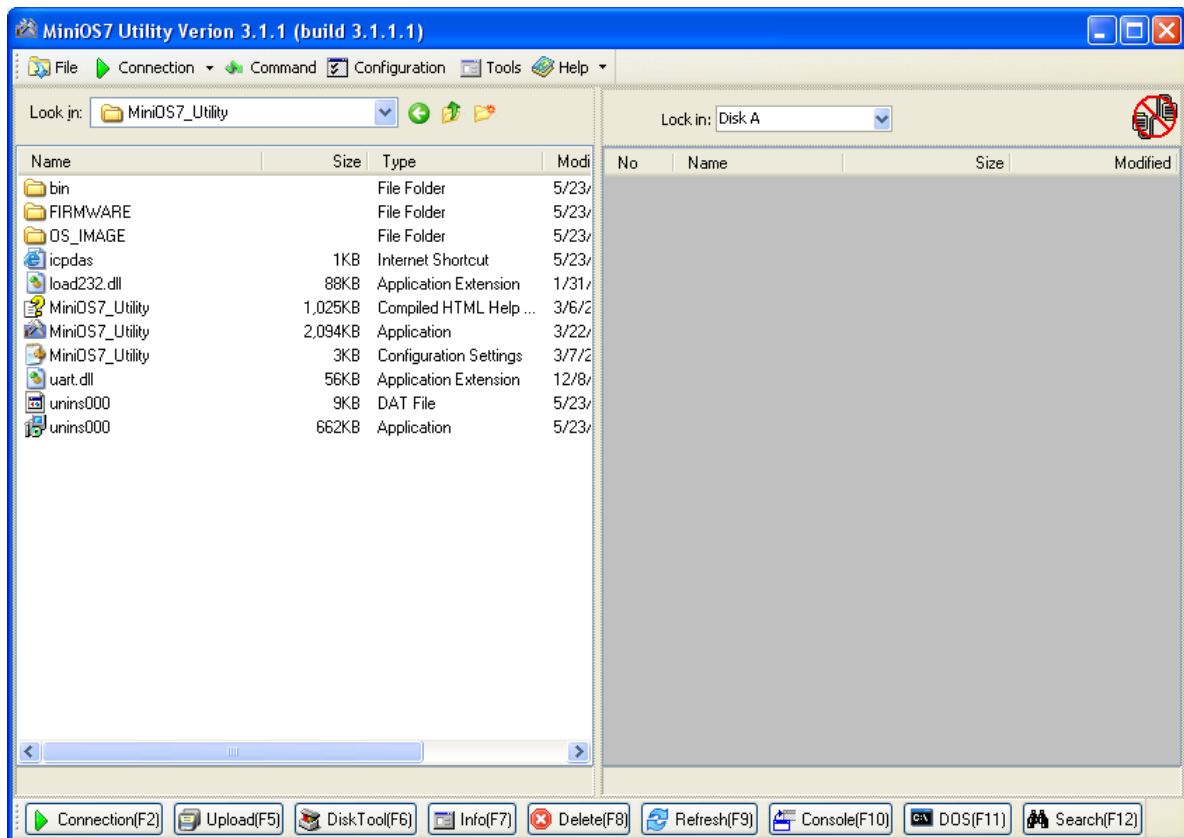 MiniOS7 Utility Verion 3.1.1 (build 3.1.1.1)
File Connection Command Configuration Tools Help
Look in: MiniOS7_Utility
Lock in: Disk A
Name Size Type Modi
No Name Size Modified
bin File Folder 5/23/
FIRMWARE File Folder 5/23/
OS_IMAGE File Folder 5/23/
icpdas 1KB Internet Shortcut 5/23/
load232.dll 88KB Application Extension 1/31/
MiniOS7_Utility 1,025KB Compiled HTML Help ... 3/6/2
MiniOS7_Utility 2,094KB Application 3/22/
MiniOS7_Utility 3KB Configuration Settings 3/7/2
uart.dll 56KB Application Extension 12/8/
unins000 9KB DAT File 5/23/
unins000 662KB Application 5/23/
Connection(F2) Upload(F5) DiskTool(F6) Info(F7) Delete(F8) Refresh(F9) Console(F10) DOS(F11) Search(F12)